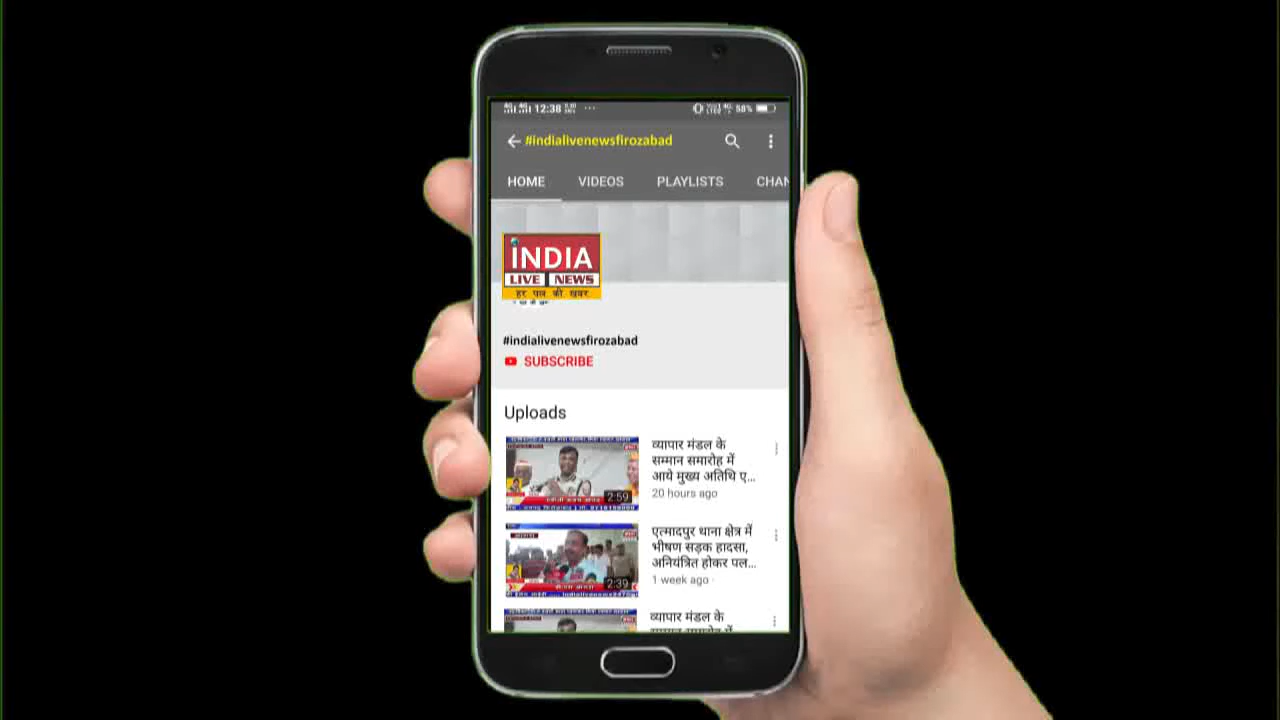 12:38
58%
#indialivenewsfirozabad
HOME VIDEOS PLAYLISTS CHAN
INDIA
LIVE NEWS
हर पल की खबर
#indialivenewsfirozabad
SUBSCRIBE
Uploads
व्यापार मंडल के
सम्मान समारोह में
आये मुख्य अतिथि ए...
20 hours ago
2:59
एत्मादपुर थाना क्षेत्र में
भीषण सड़क हादसा,
अनियंत्रित होकर पल...
1 week ago
2:39
व्यापार मंडल के